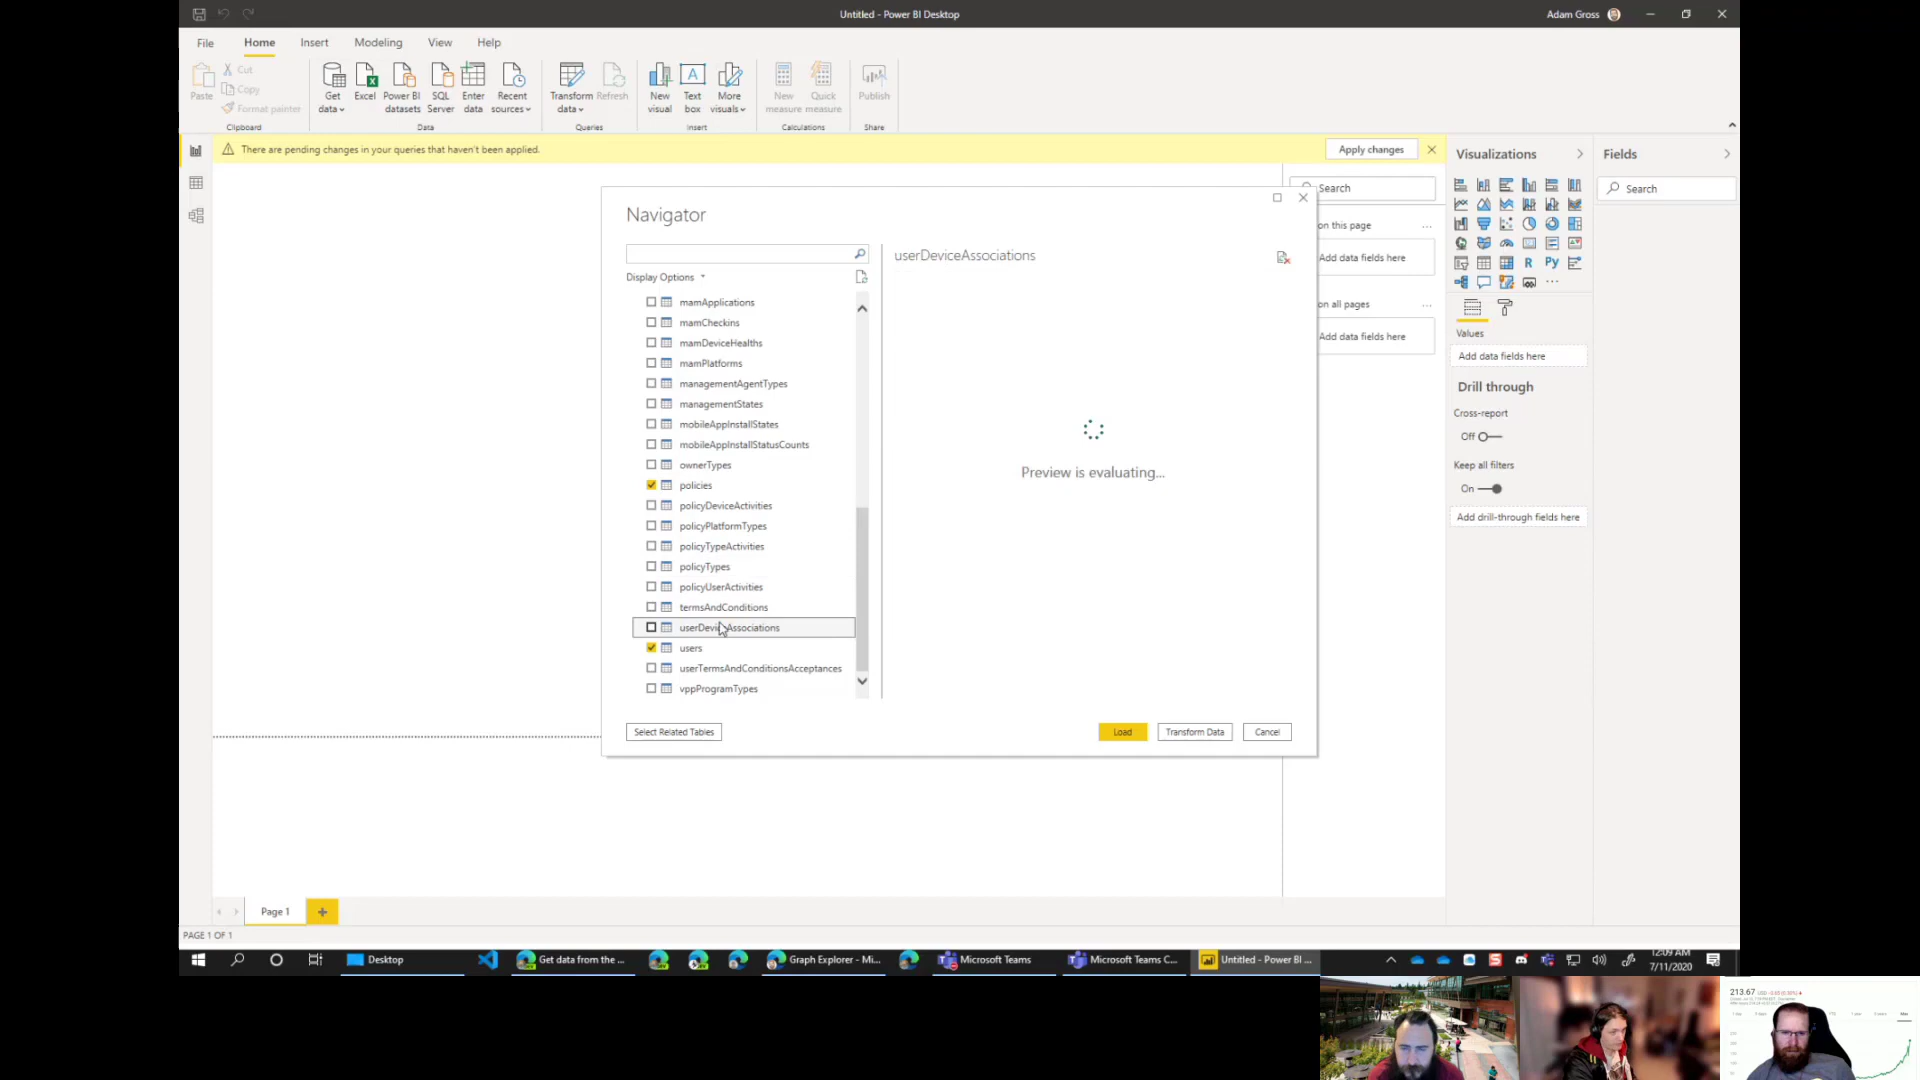 Untitled - Power BI Desktop
Adam Gross
File
Home
Insert
Modeling
View
Help
Paste
Cut
Copy
Format painter
Clipboard
Get data
Excel
Power BI datasets
SQL Server
Enter data
Recent sources
Data
Transform data
Refresh
Queries
New visual
Text box
More visuals
Insert
New measure
Quick measure
Calculations
Publish
Share
There are pending changes in your queries that haven't been applied.
Apply changes
Search
on this page
...
Add data fields here
on all pages
...
Add data fields here
Visualizations
R
Py
...
Values
Add data fields here
Drill through
Cross-report
Off
Keep all filters
On
Add drill-through fields here
Fields
Search
Navigator
Display Options
mamApplications
mamCheckins
mamDeviceHealths
mamPlatforms
managementAgentTypes
managementStates
mobileAppInstallStates
mobileAppInstallStatusCounts
ownerTypes
policies
policyDeviceActivities
policyPlatformTypes
policyTypeActivities
policyTypes
policyUserActivities
termsAndConditions
userDeviceAssociations
users
userTermsAndConditionsAcceptances
vppProgramTypes
userDeviceAssociations
Preview is evaluating...
Select Related Tables
Load
Transform Data
Cancel
Page 1
PAGE 1 OF 1
Desktop
Get data from the ...
Graph Explorer - Mi...
Microsoft Teams
Microsoft Teams C...
Untitled - Power BI ...
12:09 AM
7/11/2020
213.67